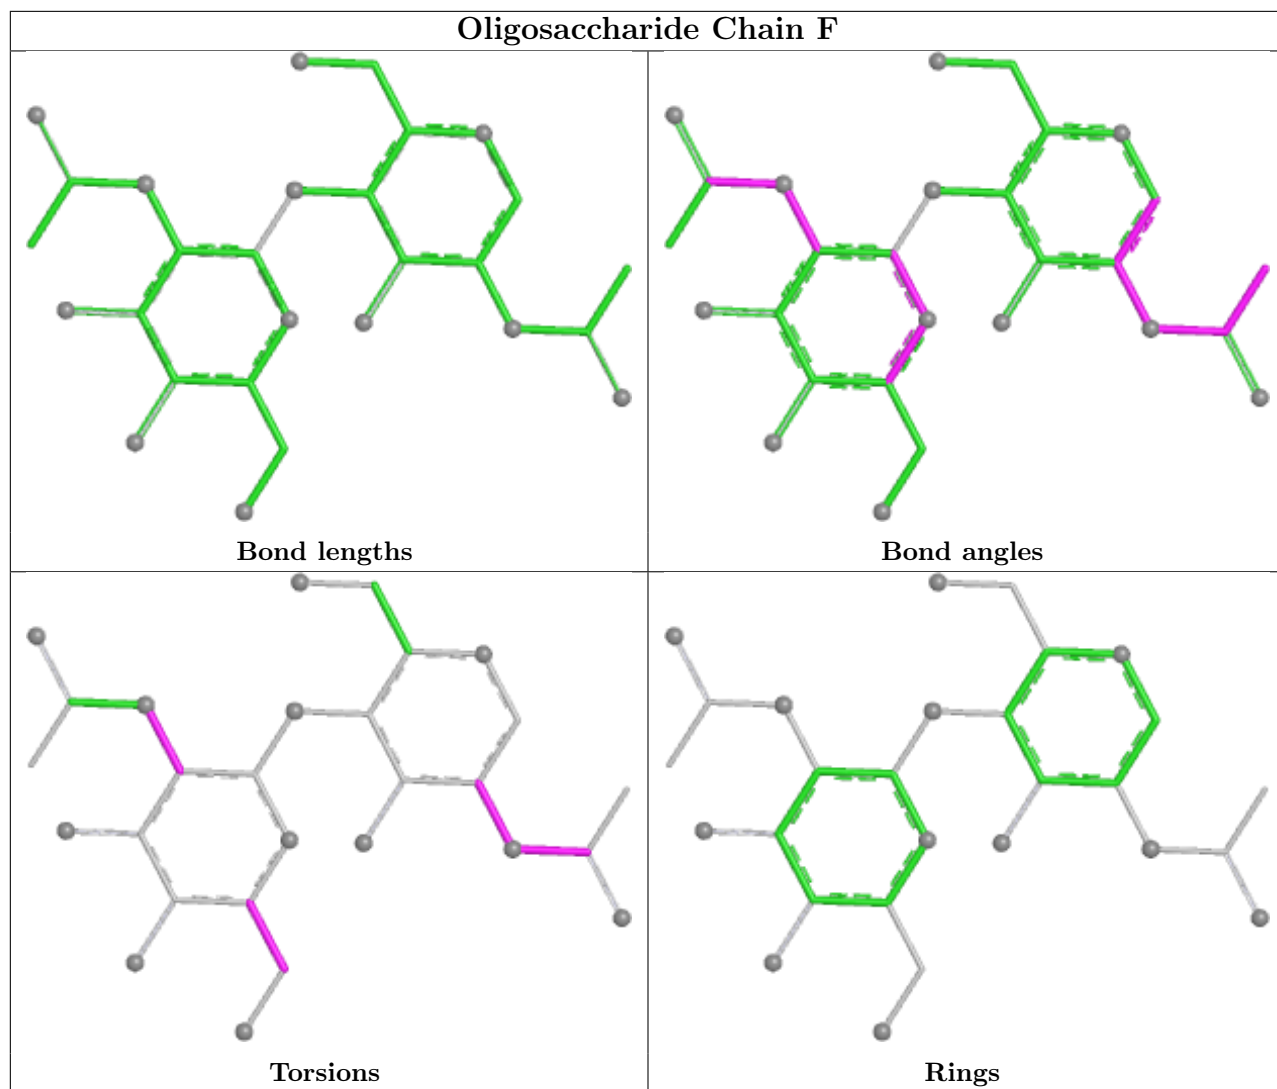 Oligosaccharide Chain F
Bond lengths
Bond angles
Torsions
Rings